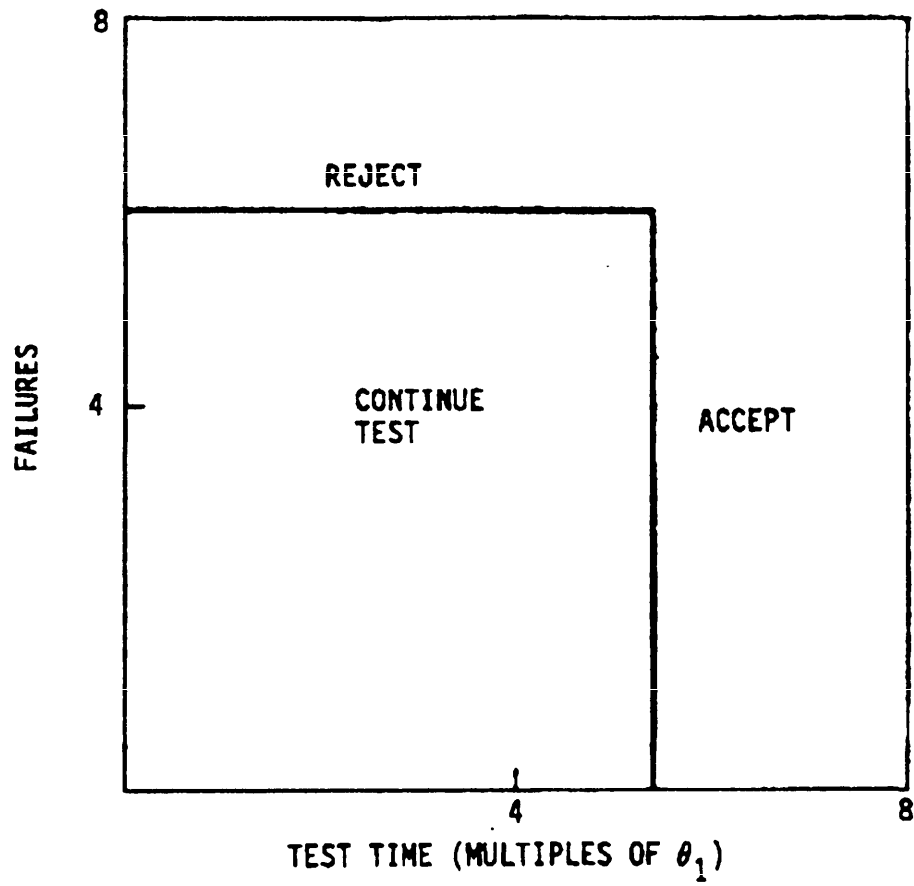 8
REJECT
FAILURES
4
CONTINUE
TEST
ACCEPT
4
8
TEST TIME (MULTIPLES OF θ₁)